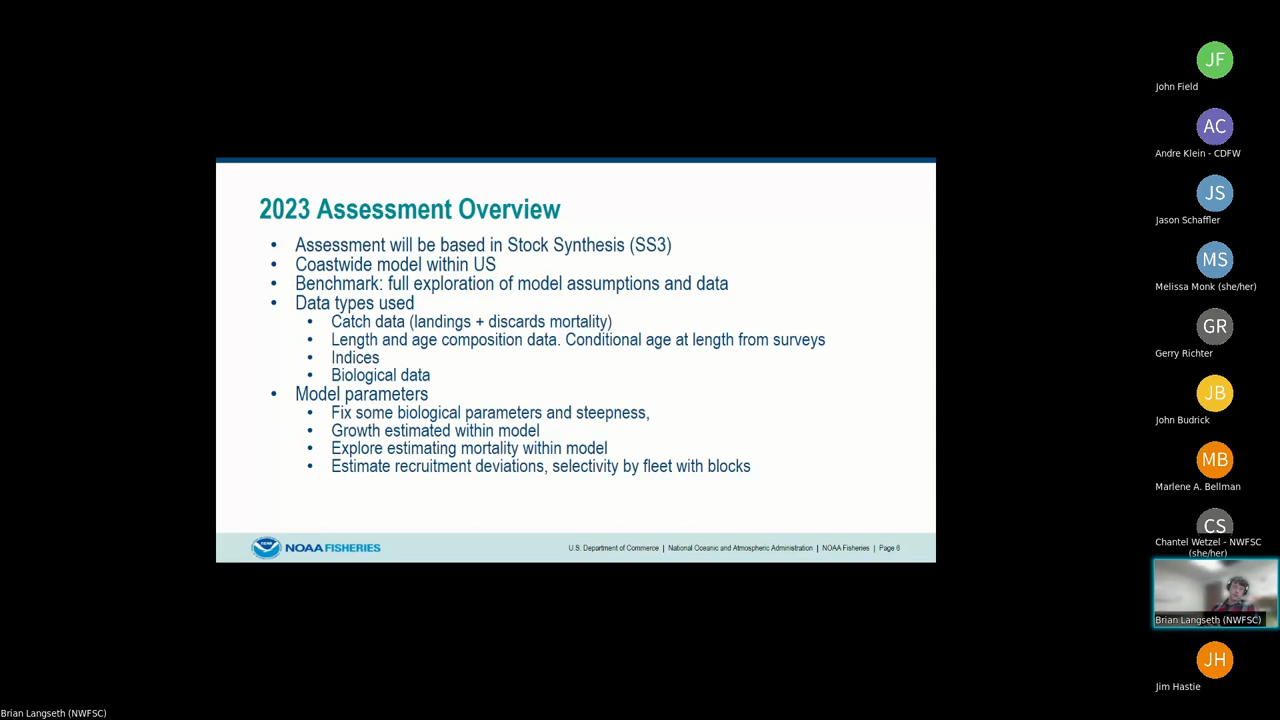 2023 Assessment Overview
• Assessment will be based in Stock Synthesis (SS3)
• Coastwide model within US
• Benchmark: full exploration of model assumptions and data
• Data types used
• Catch data (landings + discards mortality)
• Length and age composition data. Conditional age at length from surveys
• Indices
• Biological data
• Model parameters
• Fix some biological parameters and steepness,
• Growth estimated within model
• Explore estimating mortality within model
• Estimate recruitment deviations, selectivity by fleet with blocks
NOAA FISHERIES
U.S. Department of Commerce | National Oceanic and Atmospheric Administration | NOAA Fisheries | Page 6
JF
John Field
AC
Andre Klein - CDFW
JS
Jason Schaffler
MS
Melissa Monk (she/her)
GR
Gerry Richter
JB
John Budrick
MB
Marlene A. Bellman
CS
Chantel Wetzel - NWFSC
(she/her)
Brian Langseth (NWFSC)
JH
Jim Hastie
Brian Langseth (NWFSC)